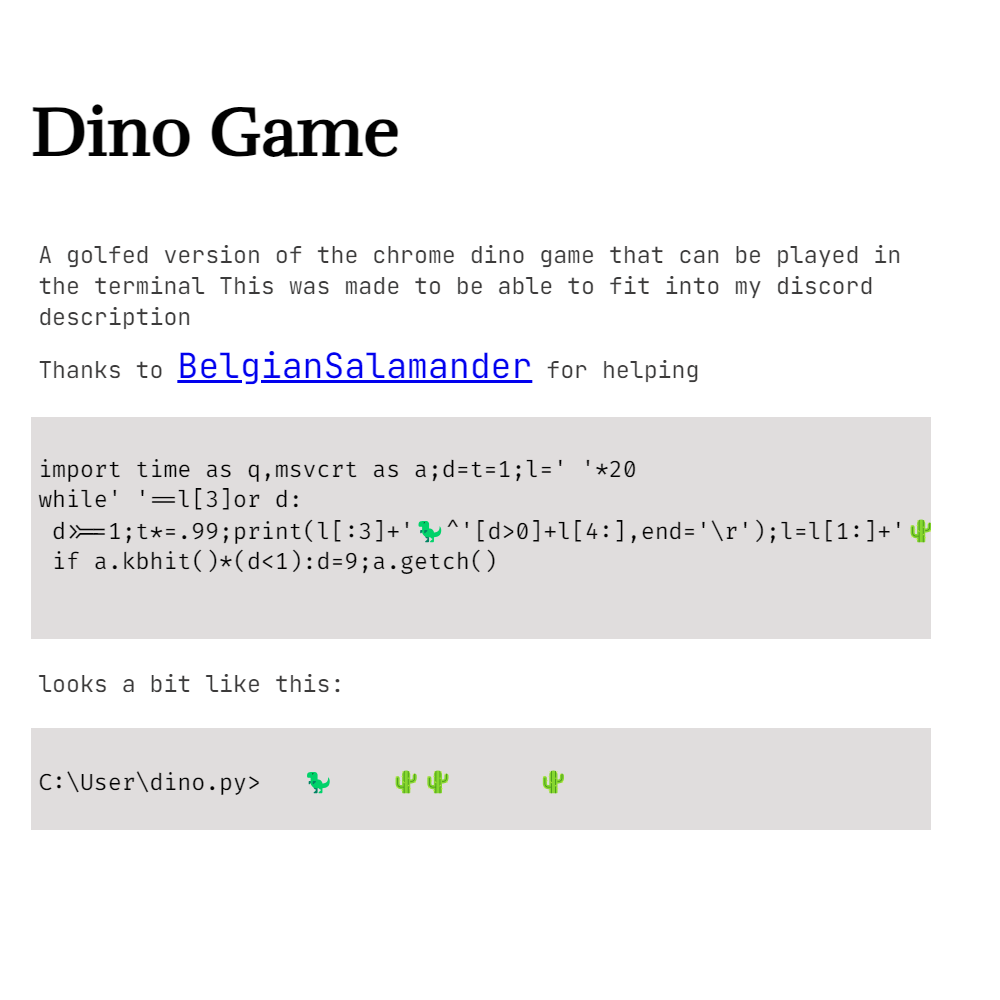 Dino Game
A golfed version of the chrome dino game that can be played in
the terminal This was made to be able to fit into my discord
description
Thanks to BelgianSalamander for helping
import time as q,msvcrt as a;d=t=1;l=' '*20
while' '==l[3]or d:
 d>>=1;t*=.99;print(l[:3]+'🦖^'[d>0]+l[4:],end='\r');l=l[1:]+'🌵
 if a.kbhit()*(d<1):d=9;a.getch()
looks a bit like this:
C:\User\dino.py>   🦖    🌵🌵      🌵